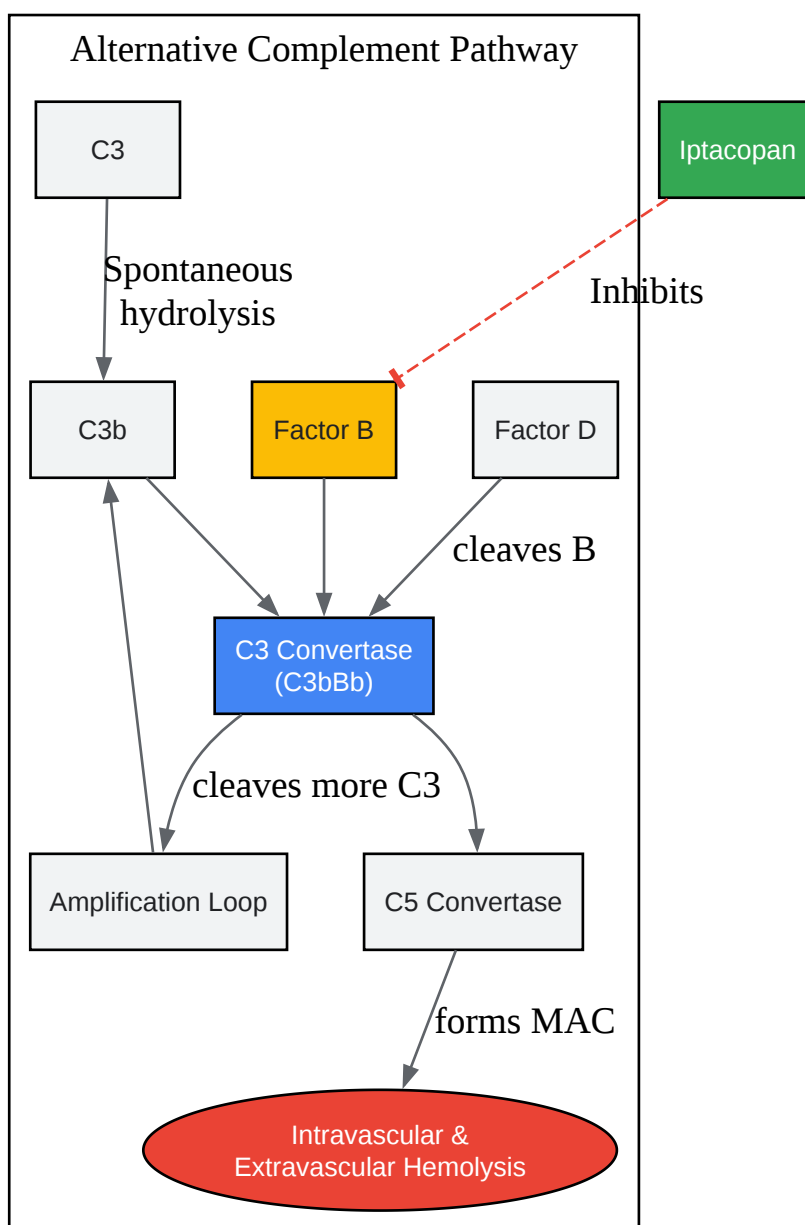 Alternative Complement Pathway
C3
Iptacopan
Spontaneous
hydrolysis
Inhibits
C3b
Factor B
Factor D
cleaves B
C3 Convertase
(C3bBb)
cleaves more C3
Amplification Loop
C5 Convertase
forms MAC
Intravascular &
Extravascular Hemolysis